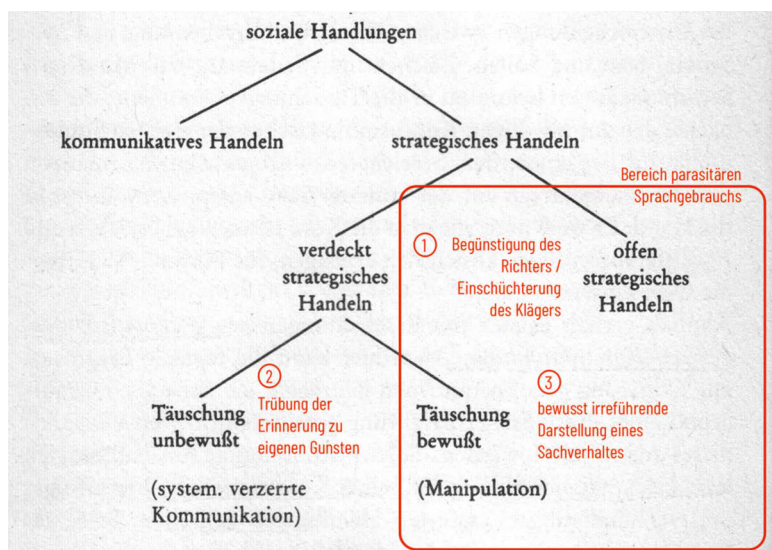 soziale Handlungen
kommunikatives Handeln
strategisches Handeln
Bereich parasitären
Sprachgebrauchs
verdeckt
strategisches
Handeln
1
Begünstigung des
Richters /
Einschüchterung
des Klägers
offen
strategisches
Handeln
2
Trübung der
Erinnerung zu
eigenen Gunsten
3
bewusst irreführende
Darstellung eines
Sachverhaltes
Täuschung
unbewußt
Täuschung
bewußt
(system. verzerrte
Kommunikation)
(Manipulation)